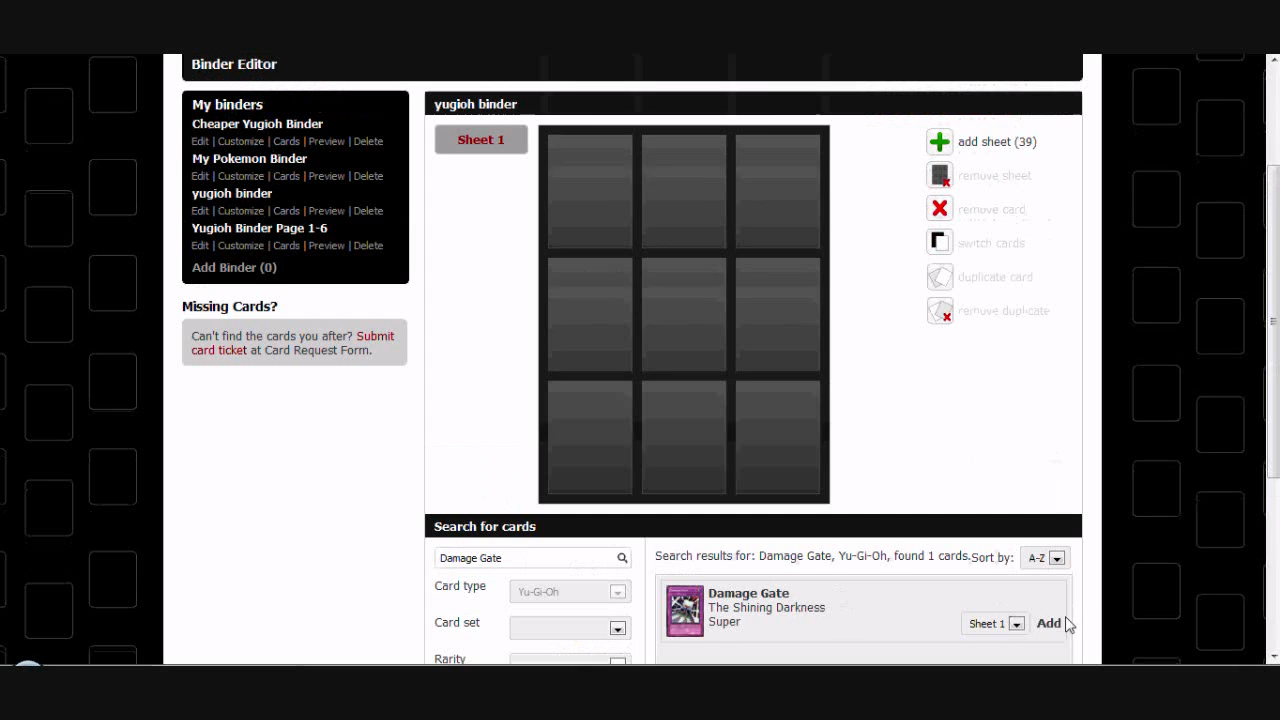 Binder Editor
My binders
Cheaper Yugioh Binder
Edit | Customize | Cards | Preview | Delete
My Pokemon Binder
Edit | Customize | Cards | Preview | Delete
yugioh binder
Edit | Customize | Cards | Preview | Delete
Yugioh Binder Page 1-6
Edit | Customize | Cards | Preview | Delete
Add Binder (0)
Missing Cards?
Can't find the cards you after? Submit
card ticket at Card Request Form.
yugioh binder
Sheet 1
add sheet (39)
remove sheet
remove card
switch cards
duplicate card
remove duplicate
Search for cards
Damage Gate
Card type
Yu-Gi-Oh
Card set
Rarity
Search results for: Damage Gate, Yu-Gi-Oh, found 1 cards.
Sort by:
A-Z
Damage Gate
The Shining Darkness
Super
Sheet 1
Add